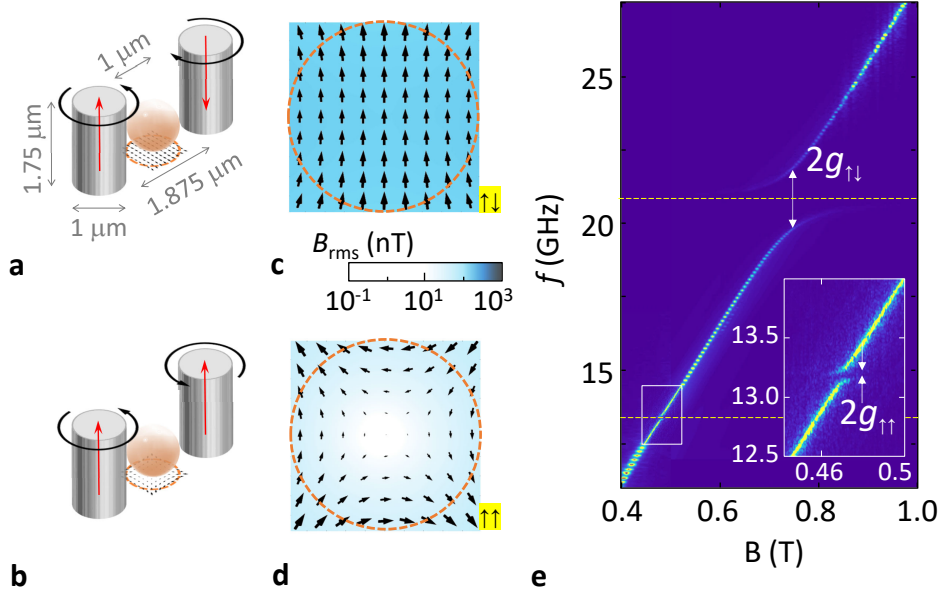 1 μm
1.75 μm
1.875 μm
1 μm
a
↑↓
c
B_rms (nT)
10^-1
10^1
10^3
b
↑↑
d
25
20
15
f (GHz)
2g↑↓
13.5
13.0
12.5
2g↑↑
0.46
0.5
0.4
0.6
0.8
1.0
B (T)
e